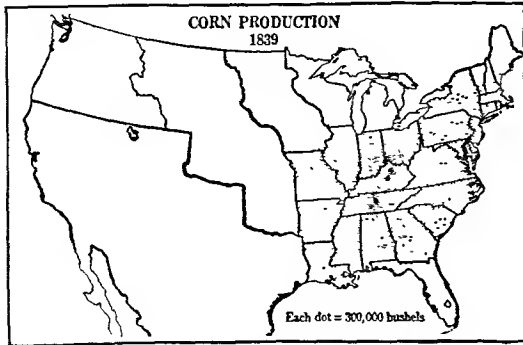 CORN PRODUCTION
1839
Each dot = 300,000 bushels